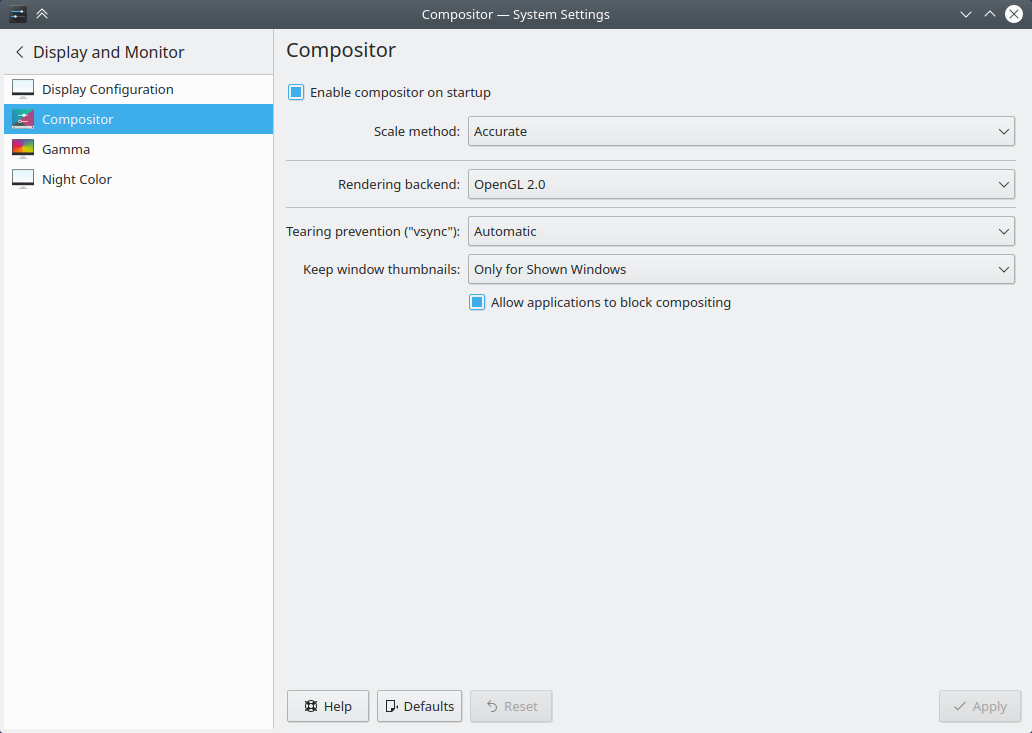 Compositor — System Settings
Display and Monitor
Display Configuration
Compositor
Gamma
Night Color
Compositor
Enable compositor on startup
Scale method: Accurate
Rendering backend: OpenGL 2.0
Tearing prevention ("vsync"): Automatic
Keep window thumbnails: Only for Shown Windows
Allow applications to block compositing
Help Defaults Reset Apply